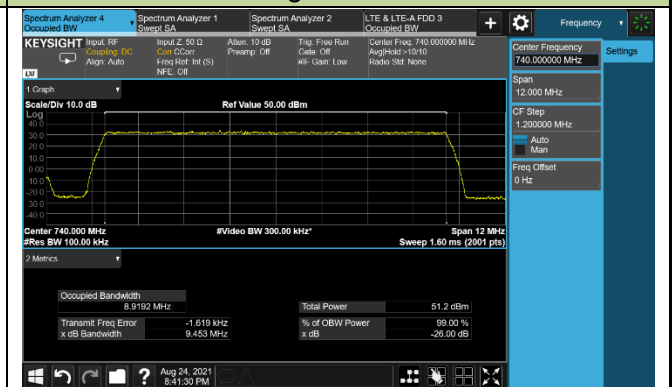 Spectrum Analyzer 4
Occupied BW
Spectrum Analyzer 1
Swept SA
Spectrum Analyzer 2
Swept SA
LTE & LTE-A FDD 3
Occupied BW
+
Frequency
KEYSIGHT
Input: RF
Coupling: DC
Align: Auto
Input Z: 50 Ω
Corr CCorr
Freq Ref: Int (S)
NFE: Off
Atten: 10 dB
Preamp: Off
Trig: Free Run
Gate: Off
#IF Gain: Low
Center Freq: 740.000000 MHz
Avg|Hold:>10/10
Radio Std: None
LXI
Center Frequency
740.000000 MHz
Settings
Span
12.000 MHz
CF Step
1.200000 MHz
Auto
Man
Freq Offset
0 Hz
1 Graph
Scale/Div 10.0 dB
Ref Value 50.00 dBm
Log
40.0
30.0
20.0
10.0
0.00
-10.0
-20.0
-30.0
-40.0
Center 740.000 MHz
#Video BW 300.00 kHz*
Span 12 MHz
#Res BW 100.00 kHz
Sweep 1.60 ms (2001 pts)
2 Metrics
Occupied Bandwidth
8.9192 MHz
Total Power
51.2 dBm
Transmit Freq Error
-1.619 kHz
% of OBW Power
99.00 %
x dB Bandwidth
9.453 MHz
x dB
-26.00 dB
?
Aug 24, 2021
8:41:30 PM